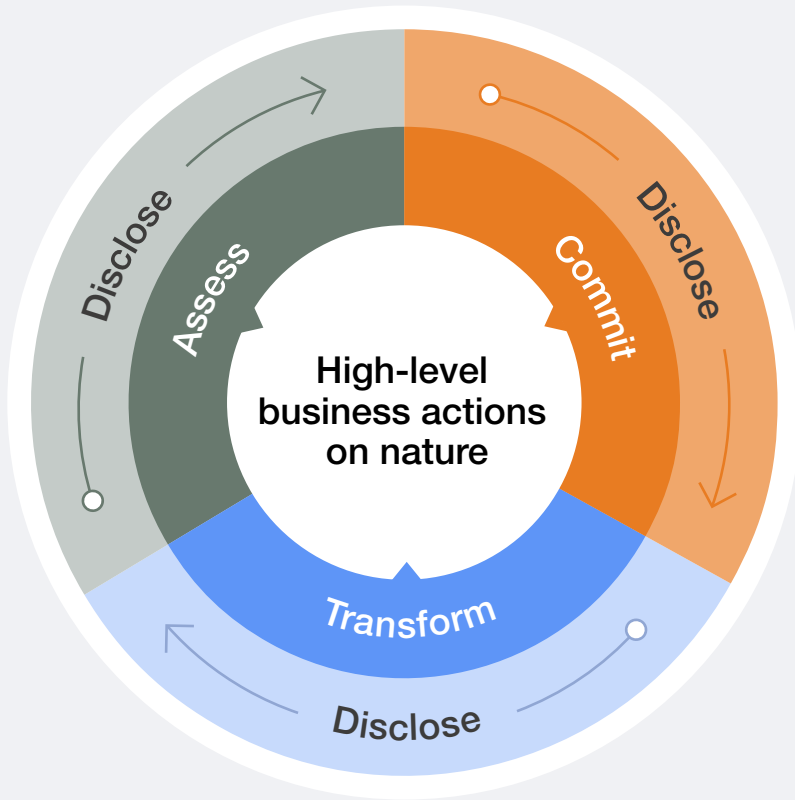 High-level
business actions
on nature
Assess
Disclose
Commit
Disclose
Transform
Disclose